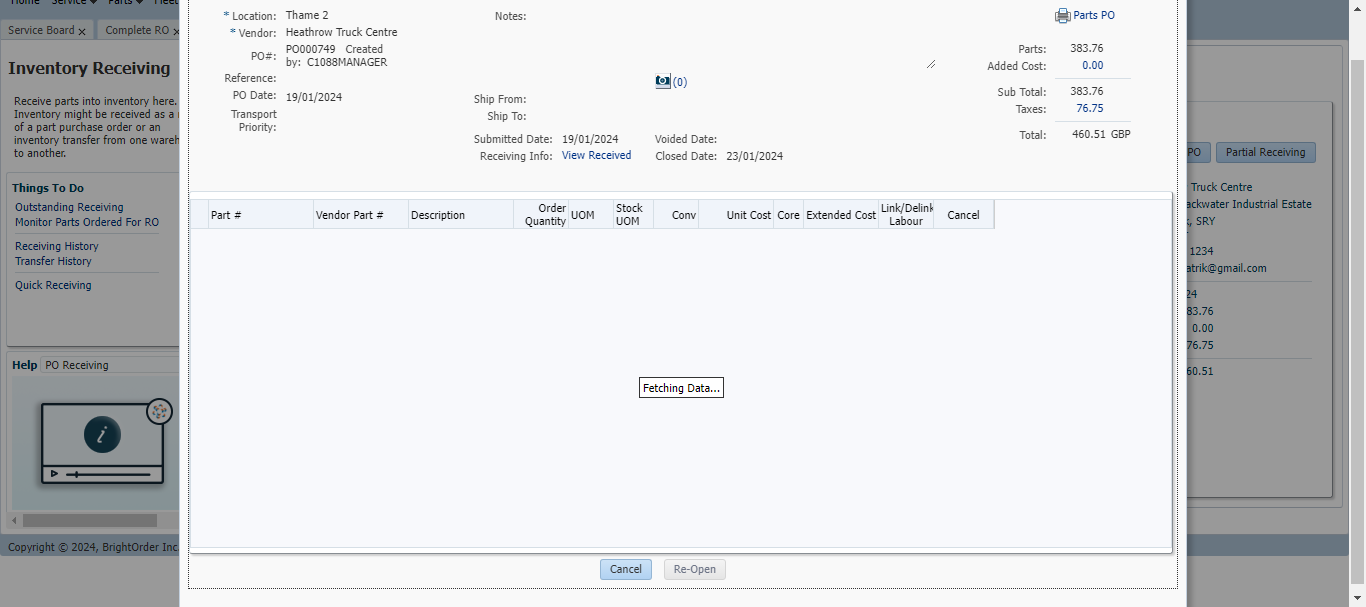 Home Service Parts Fleet
Service Board x Complete RO x
Inventory Receiving
Receive parts into inventory here.
Inventory might be received as a
of a part purchase order or an
inventory transfer from one
to another.
Things To Do
Outstanding Receiving
Monitor Parts Ordered For RO
Receiving History
Transfer History
Quick Receiving
Help PO Receiving
i
Copyright © 2024, BrightOrder Inc
* Location: Thame 2
* Vendor: Heathrow Truck Centre
PO#: PO000749 Created
by: C1088MANAGER
Reference:
PO Date: 19/01/2024
Transport
Priority:
Notes:
(0)
Ship From:
Ship To:
Submitted Date: 19/01/2024 Voided Date:
Receiving Info: View Received Closed Date: 23/01/2024
Parts PO
Parts: 383.76
Added Cost: 0.00
Sub Total: 383.76
Taxes: 76.75
Total: 460.51 GBP
Part # Vendor Part # Description Order Quantity UOM Stock UOM Conv Unit Cost Core Extended Cost Link/Delink Labour Cancel
Fetching Data...
Cancel Re-Open
PO Partial Receiving
Truck Centre
ackwater Industrial Estate
, SRY
1234
atrik@gmail.com
24
83.76
0.00
76.75
60.51